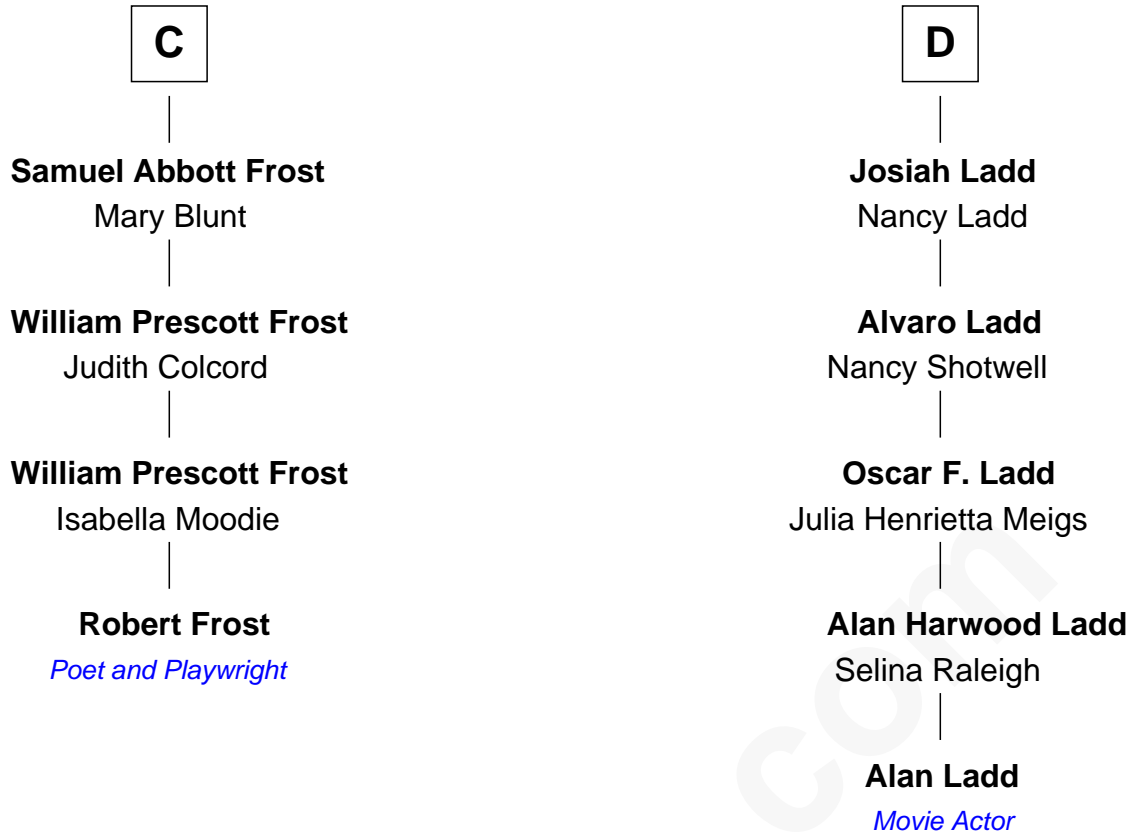 C
Samuel Abbott Frost
Mary Blunt
William Prescott Frost
Judith Colcord
William Prescott Frost
Isabella Moodie
Robert Frost
Poet and Playwright
D
Josiah Ladd
Nancy Ladd
Alvaro Ladd
Nancy Shotwell
Oscar F. Ladd
Julia Henrietta Meigs
Alan Harwood Ladd
Selina Raleigh
Alan Ladd
Movie Actor
com